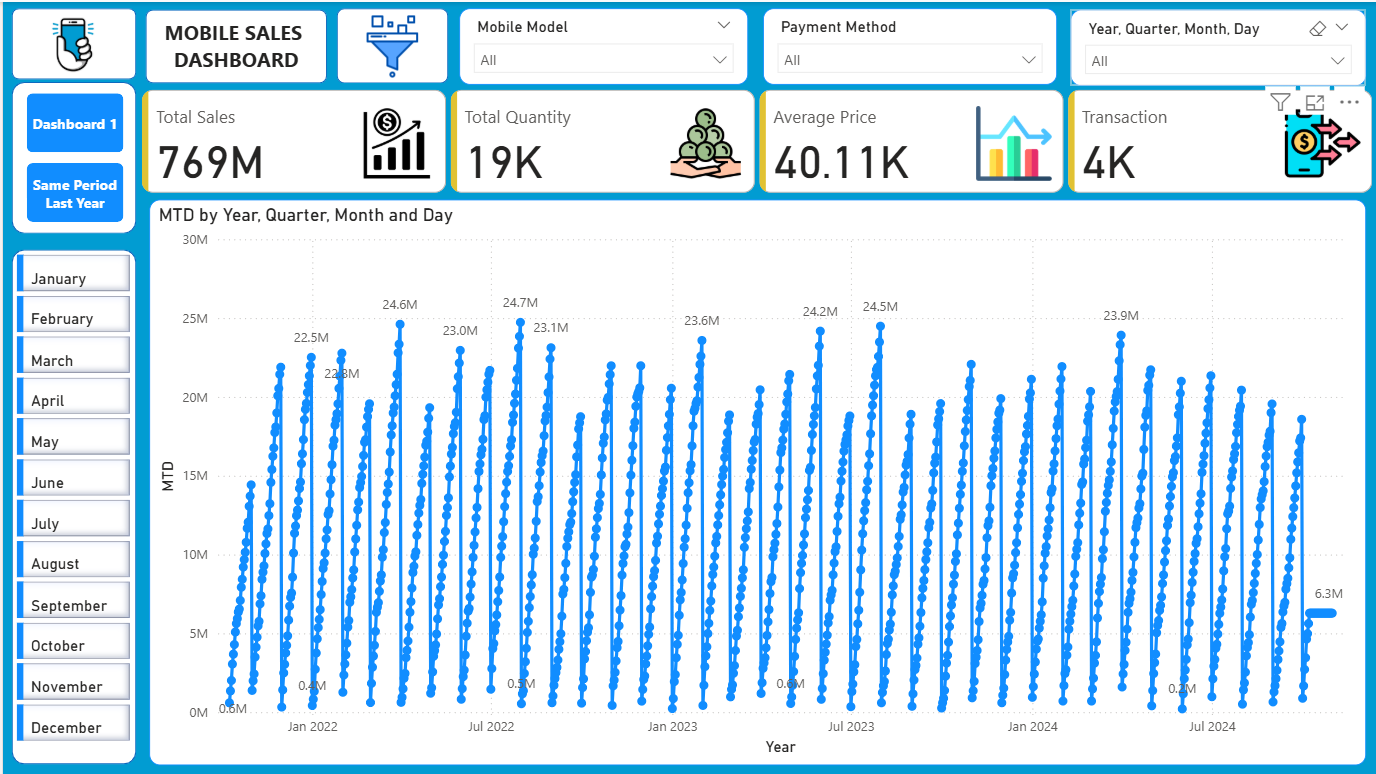 MOBILE SALES
DASHBOARD
Mobile Model
All
Payment Method
All
Year, Quarter, Month, Day
All
Dashboard 1
Same Period
Last Year
Total Sales
769M
$
Total Quantity
19K
Average Price
40.11K
Transaction
4K
$
January
February
March
April
May
June
July
August
September
October
November
December
MTD by Year, Quarter, Month and Day
MTD
30M
25M
20M
15M
10M
5M
0M
24.6M
24.7M
23.0M
23.1M
22.5M
22.8M
23.6M
24.2M
24.5M
23.9M
6.3M
0.6M
0.4M
0.5M
0.6M
0.2M
Jan 2022
Jul 2022
Jan 2023
Jul 2023
Jan 2024
Jul 2024
Year